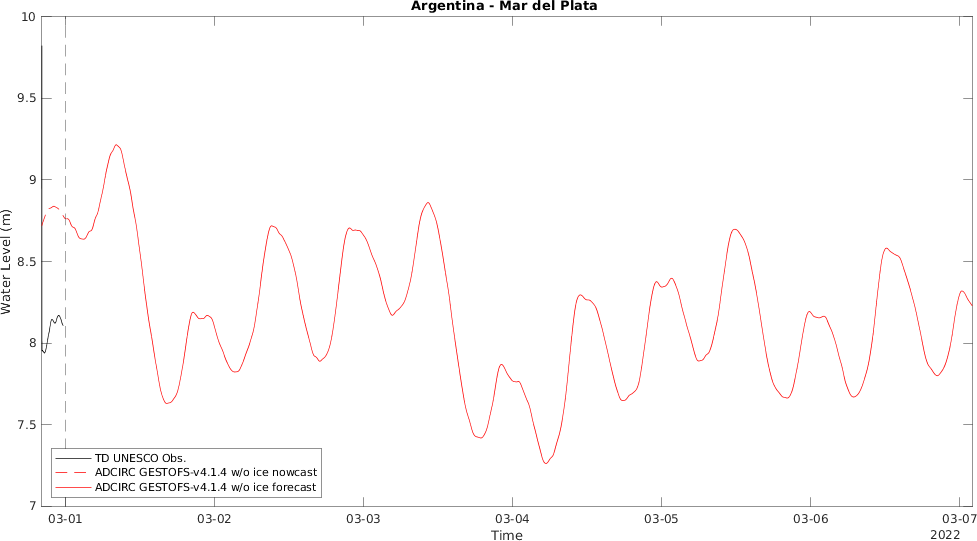 Argentina - Mar del Plata
10
9.5
9
8.5
8
7.5
7
Water Level (m)
TD UNESCO Obs.
ADCIRC GESTOFS-v4.1.4 w/o ice nowcast
ADCIRC GESTOFS-v4.1.4 w/o ice forecast
03-01 03-02 03-03 03-04 03-05 03-06 03-07
Time
2022